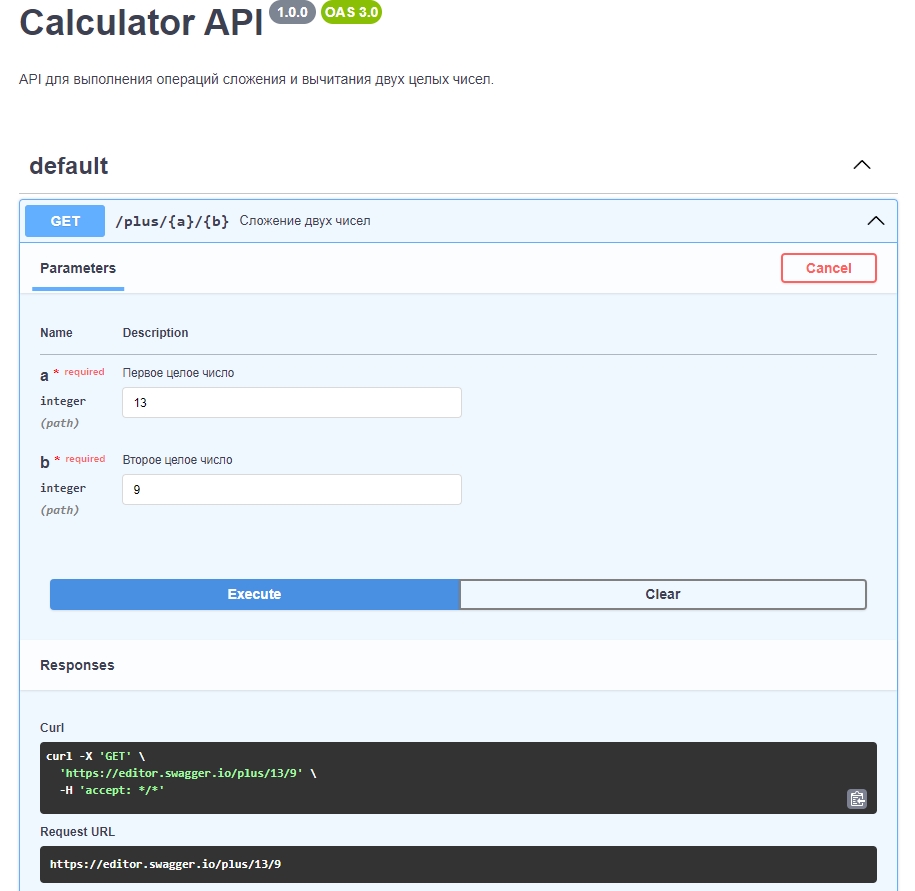 Calculator API 1.0.0 OAS 3.0
API для выполнения операций сложения и вычитания двух целых чисел.
default
GET /plus/{a}/{b} Сложение двух чисел
Parameters Cancel
Name Description
a * required Первое целое число
integer 13
(path)
b * required Второе целое число
integer 9
(path)
Execute Clear
Responses
Curl
curl -X 'GET' \
'https://editor.swagger.io/plus/13/9' \
-H 'accept: */*'
Request URL
https://editor.swagger.io/plus/13/9